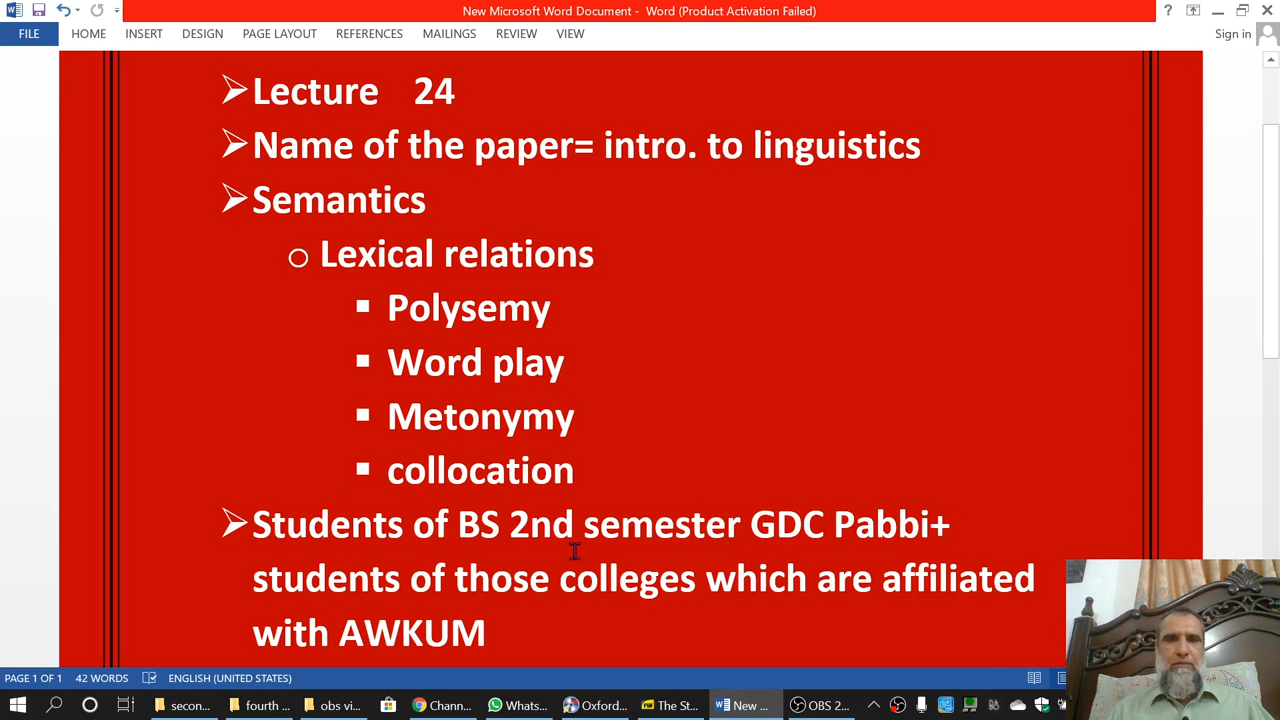 New Microsoft Word Document - Word (Product Activation Failed)
?
FILE HOME INSERT DESIGN PAGE LAYOUT REFERENCES MAILINGS REVIEW VIEW Sign in
Lecture 24
Name of the paper= intro. to linguistics
Semantics
Lexical relations
Polysemy
Word play
Metonymy
collocation
Students of BS 2nd semester GDC Pabbi+
students of those colleges which are affiliated
with AWKUM
PAGE 1 OF 1 42 WORDS ENGLISH (UNITED STATES)
secon... fourth ... obs vi... Chann... Whats... Oxford... The St... New ... OBS 2...